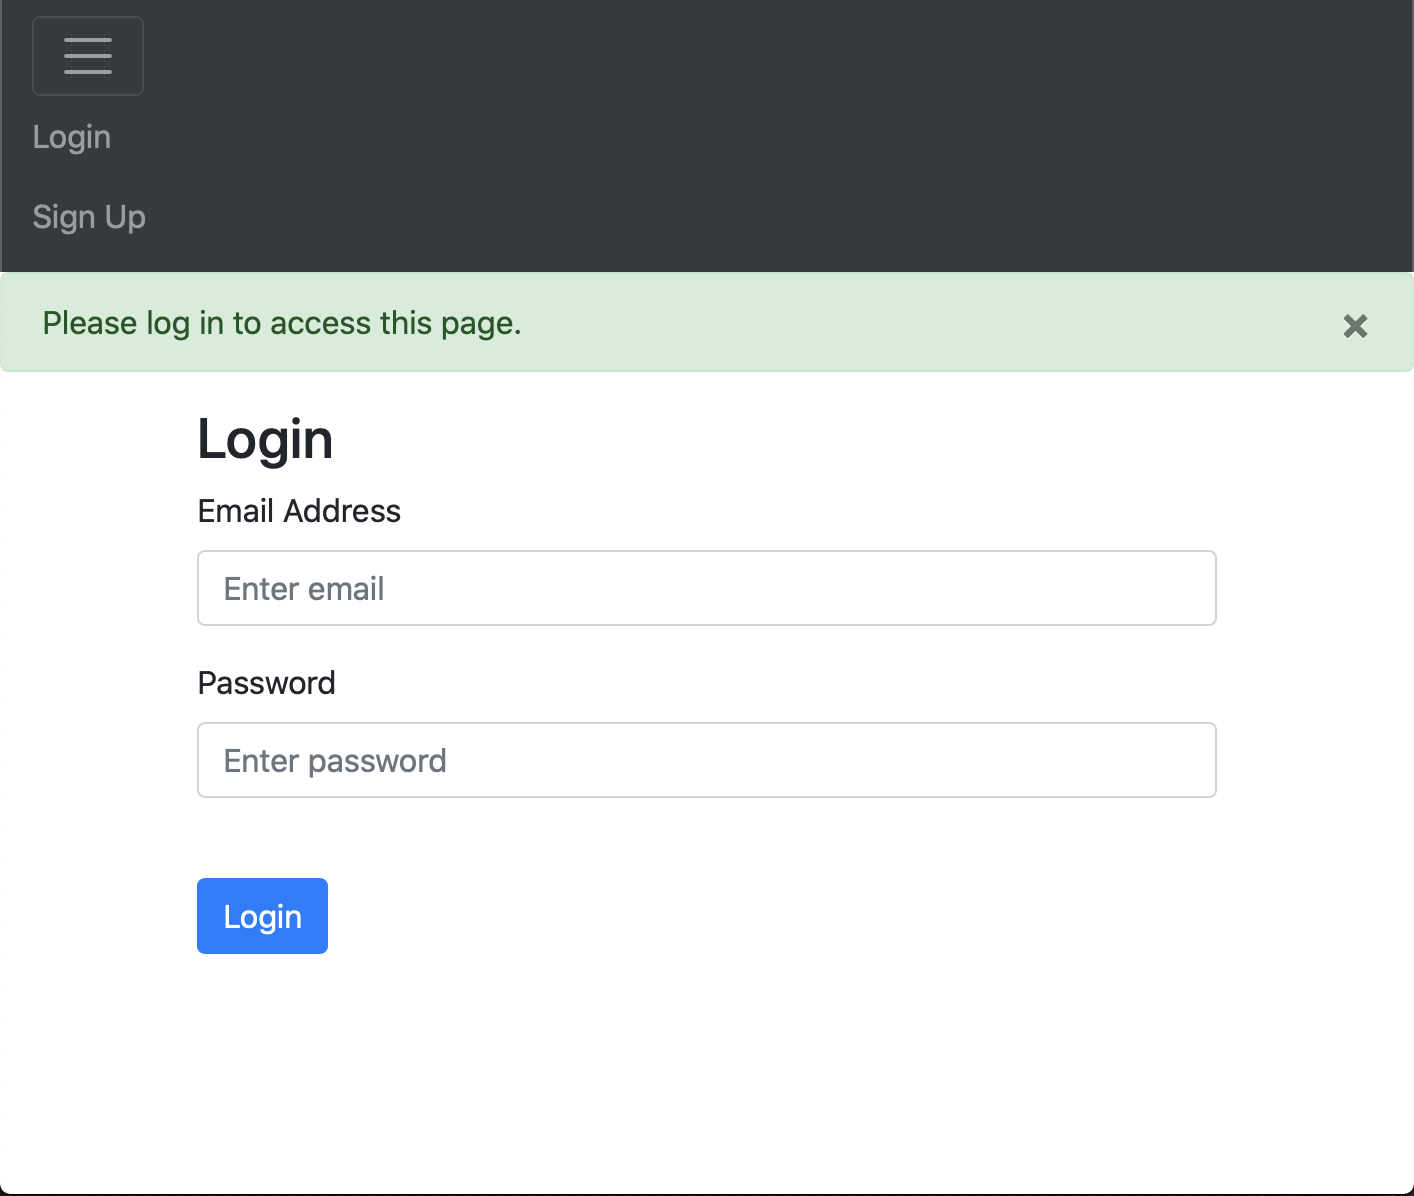 Login
Sign Up
Please log in to access this page.
Login
Email Address
Enter email
Password
Enter password
Login